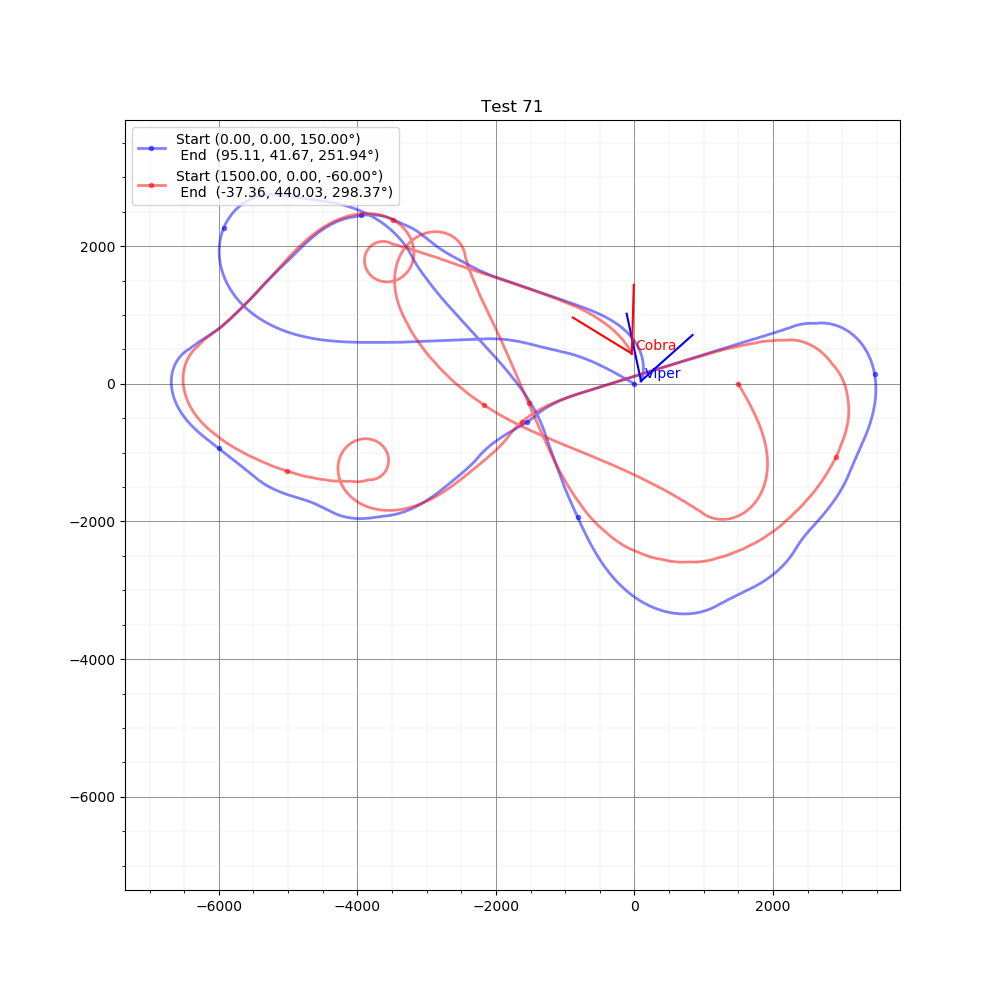 Test 71
Start (0.00, 0.00, 150.00°)
End (95.11, 41.67, 251.94°)
Start (1500.00, 0.00, -60.00°)
End (-37.36, 440.03, 298.37°)
2000
0
−2000
−4000
−6000
Cobra
Viper
−6000 −4000 −2000 0 2000